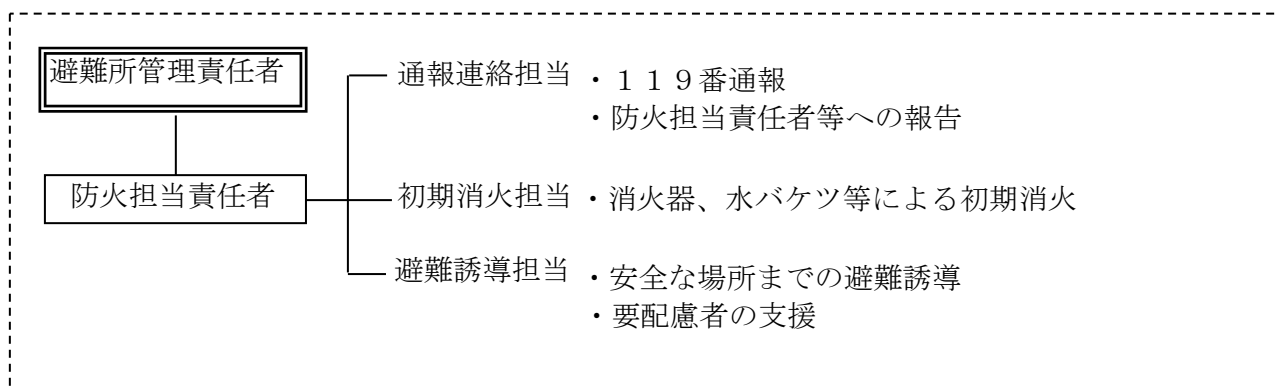 避難所管理責任者
通報連絡担当 ・１１９番通報
・防火担当責任者等への報告
防火担当責任者
初期消火担当 ・消火器、水バケツ等による初期消火
避難誘導担当 ・安全な場所までの避難誘導
・要配慮者の支援